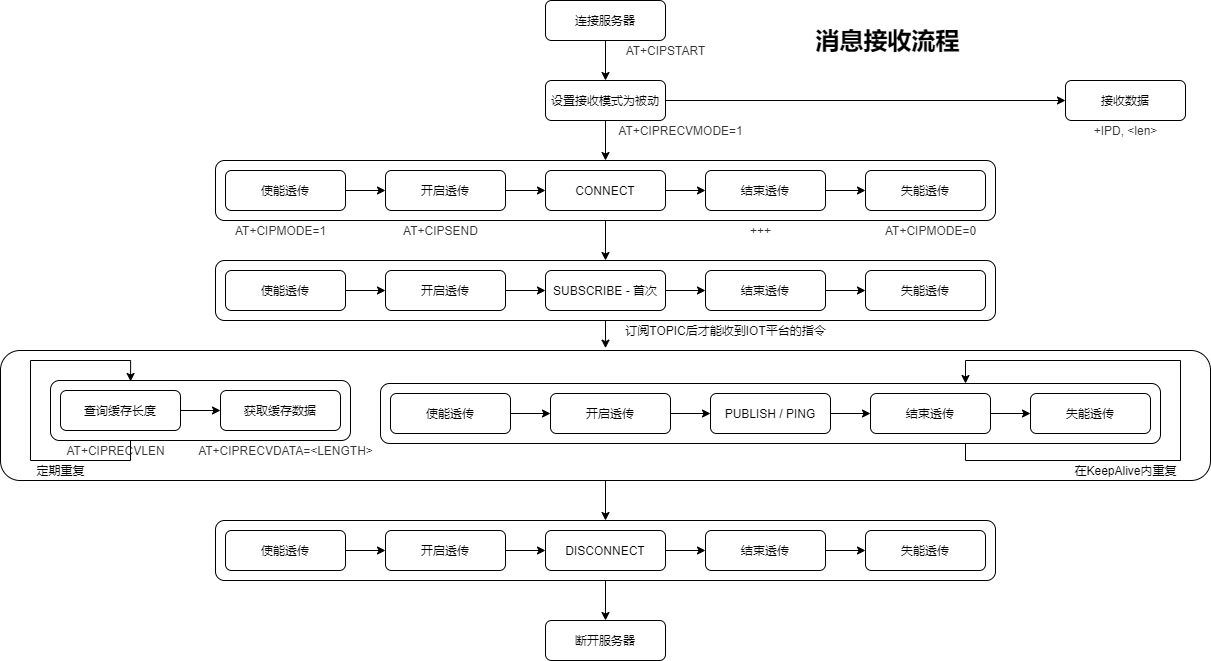 连接服务器
消息接收流程
AT+CIPSTART
设置接收模式为被动
接收数据
AT+CIPRECVMODE=1
+IPD, <len>
使能透传
开启透传
CONNECT
结束透传
失能透传
AT+CIPMODE=1
AT+CIPSEND
+++
AT+CIPMODE=0
使能透传
开启透传
SUBSCRIBE - 首次
结束透传
失能透传
订阅TOPIC后才能收到IOT平台的指令
查询缓存长度
获取缓存数据
AT+CIPRECVLEN
AT+CIPRECVDATA=<LENGTH>
定期重复
使能透传
开启透传
PUBLISH / PING
结束透传
失能透传
在KeepAlive内重复
使能透传
开启透传
DISCONNECT
结束透传
失能透传
断开服务器